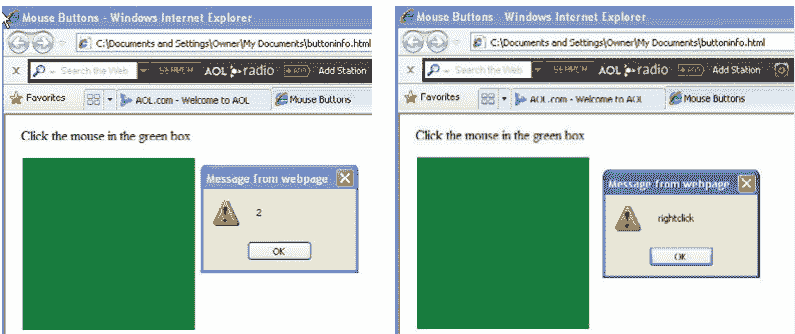 Mouse Buttons - Windows Internet Explorer
C:\Documents and Settings\Owner\My Documents\buttoninfo.html
x Search the Web SEARCH AOL radio + ADD Add Station
Favorites AOL.com - Welcome to AOL Mouse Buttons
Click the mouse in the green box
Message from webpage
2
OK
Mouse Buttons - Windows Internet Explorer
C:\Documents and Settings\Owner\My Documents\buttoninfo.html
x Search the Web SEARCH AOL radio + ADD Add Station
Favorites AOL.com - Welcome to AOL Mouse Buttons
Click the mouse in the green box
Message from webpage
rightclick
OK